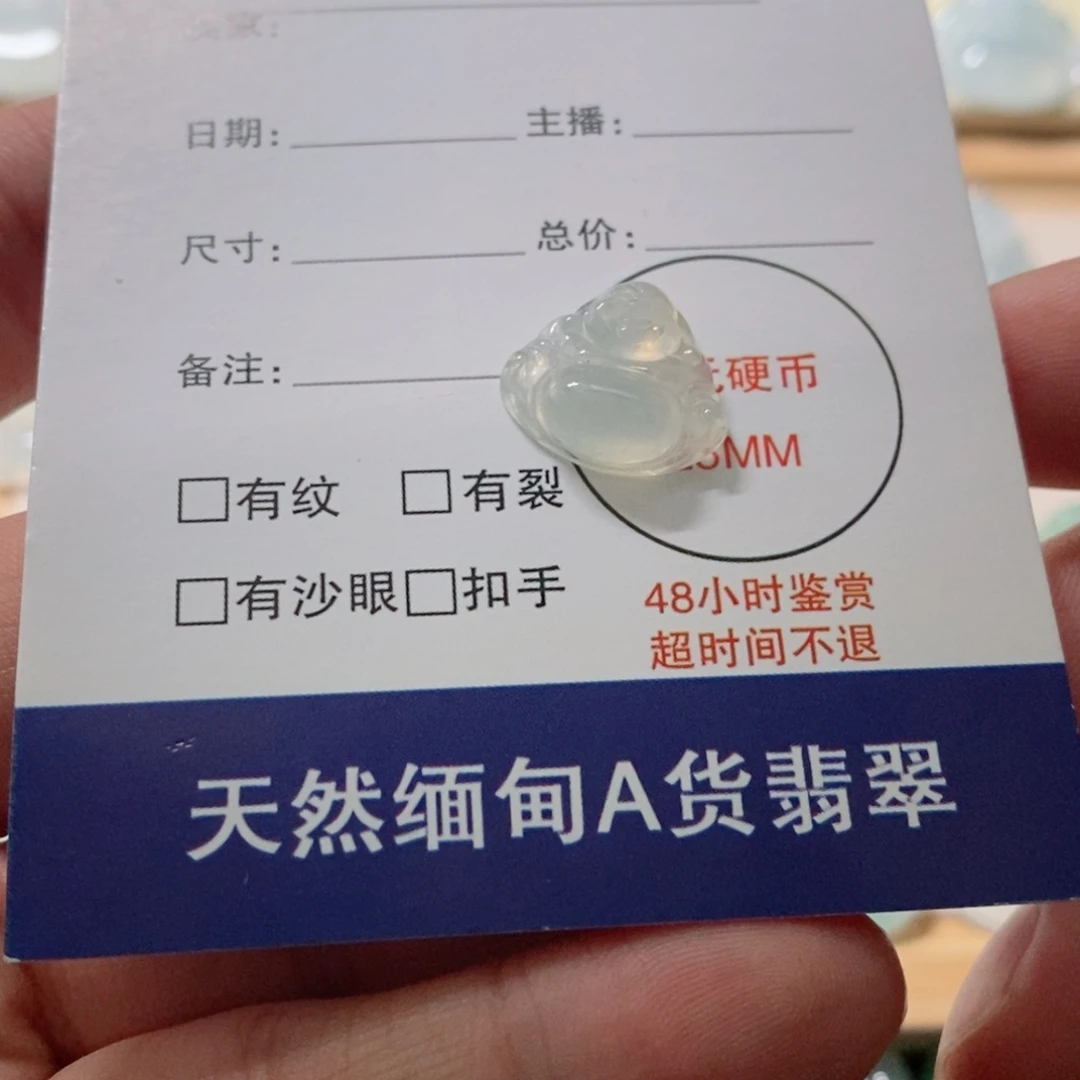 日期： 主播：
尺寸： 总价：
备注：
硬币
MM
□有纹 □有裂
□有沙眼□扣手
48小时鉴赏
超时间不退
天然缅甸A货翡翠